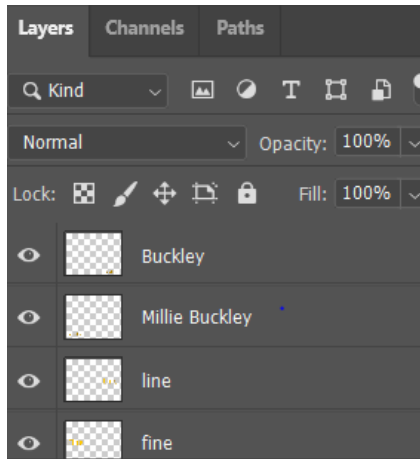 Layers Channels Paths
Kind T
Normal Opacity: 100%
Lock: Fill: 100%
Buckley
Millie Buckley
line
fine